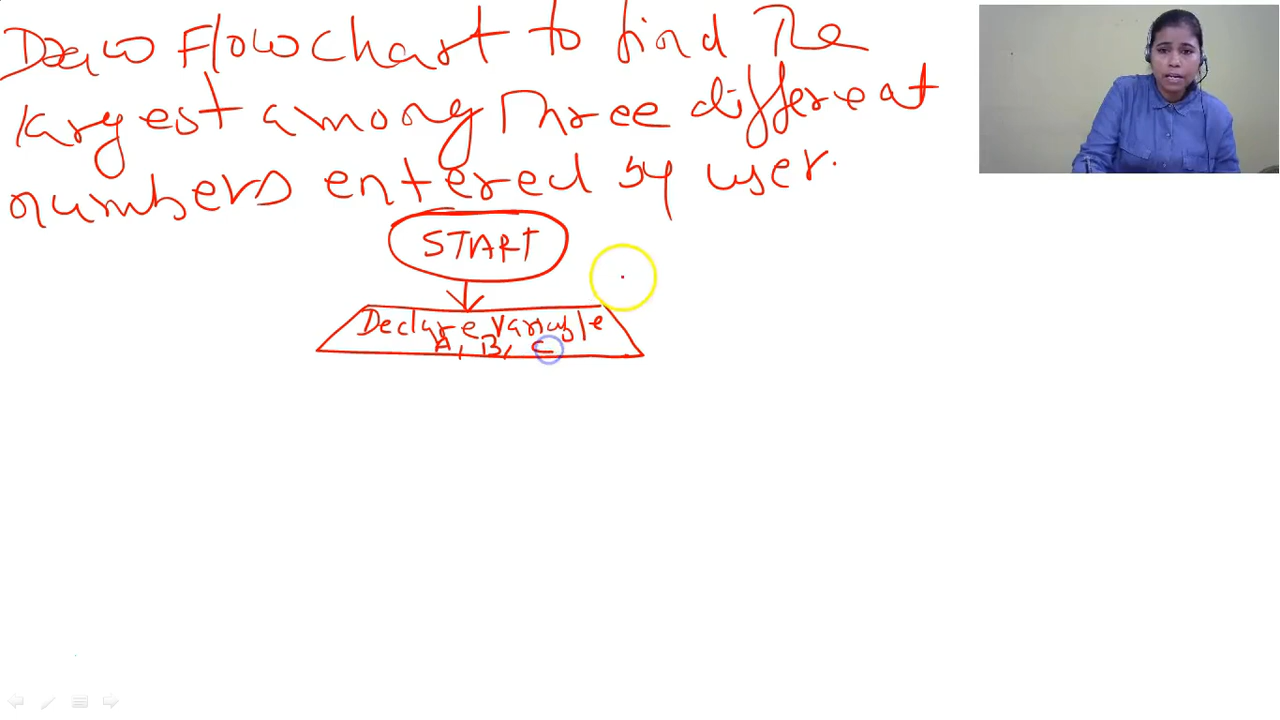 Draw Flowchart to find The
largest among Three different
numbers entered by user.
START
Declare Variable
A, B, C